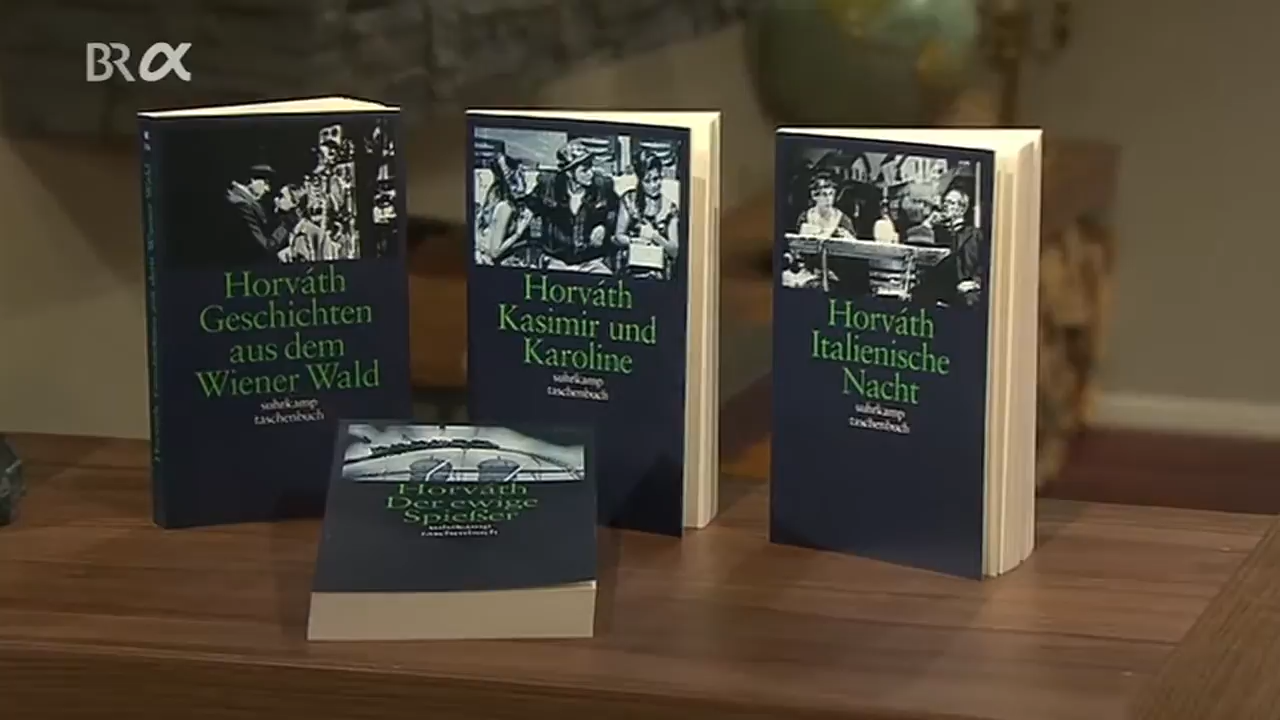 BRα
Horváth
Geschichten
aus dem
Wiener Wald
suhrkamp
taschenbuch
Horváth
Kasimir und
Karoline
suhrkamp
taschenbuch
Horváth
Italienische
Nacht
suhrkamp
taschenbuch
Horváth
Der ewige
Spießer
suhrkamp
taschenbuch